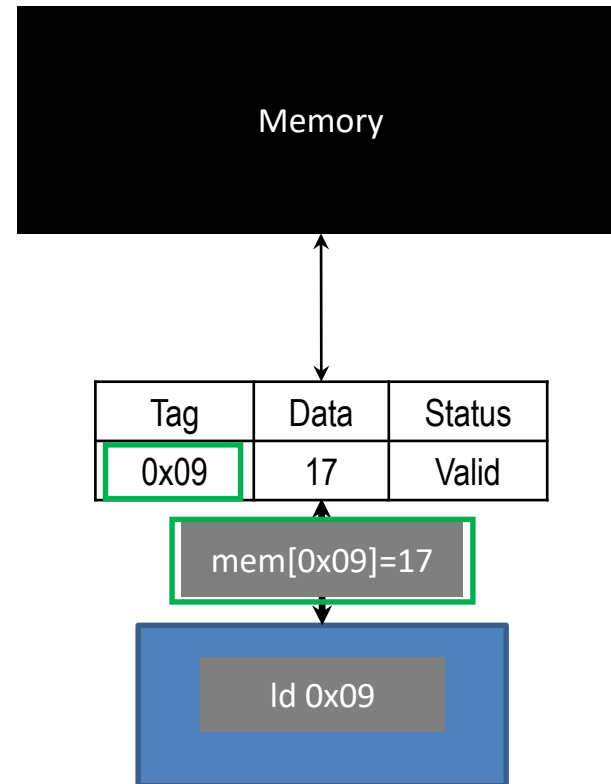 Memory
Tag Data Status
0x09 17 Valid
mem[0x09]=17
ld 0x09